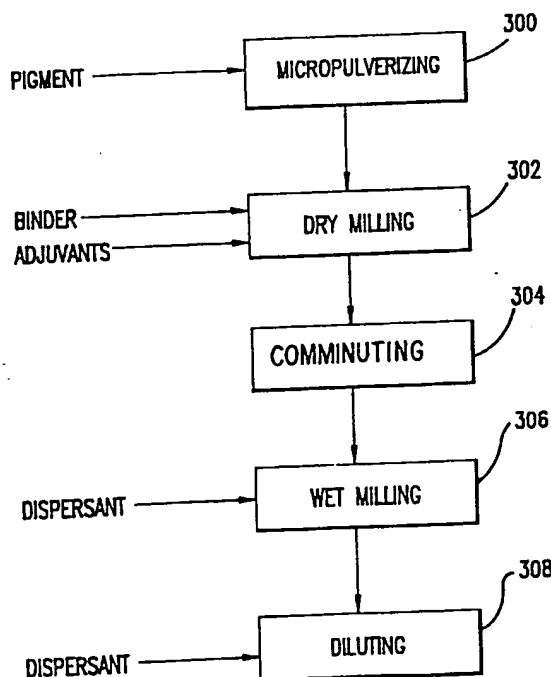 300
PIGMENT
MICROPULVERIZING
302
BINDER
DRY MILLING
ADJUVANTS
304
COMMINUTING
306
DISPERSANT
WET MILLING
308
DISPERSANT
DILUTING